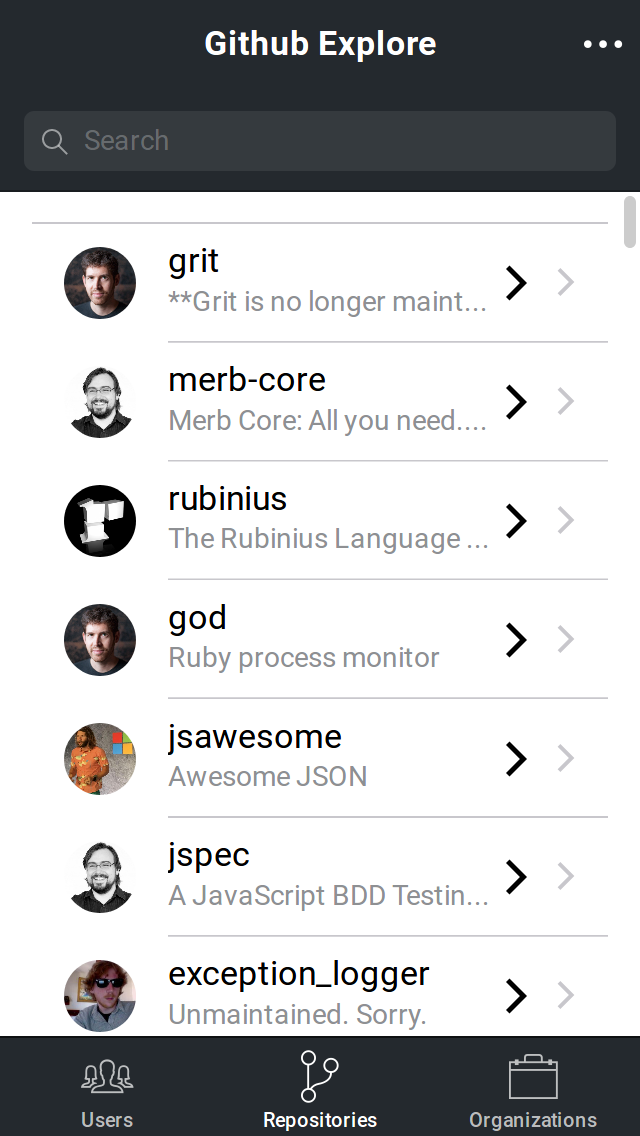 Github Explore
Search
grit
**Grit is no longer maint...
merb-core
Merb Core: All you need....
rubinius
The Rubinius Language ...
god
Ruby process monitor
jsawesome
Awesome JSON
jspec
A JavaScript BDD Testin...
exception_logger
Unmaintained. Sorry.
Users
Repositories
Organizations